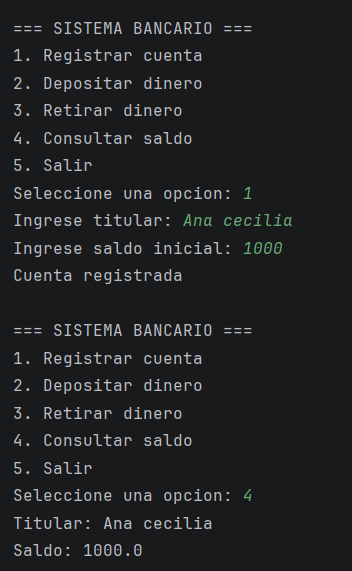 === SISTEMA BANCARIO ===
1. Registrar cuenta
2. Depositar dinero
3. Retirar dinero
4. Consultar saldo
5. Salir
Seleccione una opcion: 1
Ingrese titular: Ana cecilia
Ingrese saldo inicial: 1000
Cuenta registrada

=== SISTEMA BANCARIO ===
1. Registrar cuenta
2. Depositar dinero
3. Retirar dinero
4. Consultar saldo
5. Salir
Seleccione una opcion: 4
Titular: Ana cecilia
Saldo: 1000.0